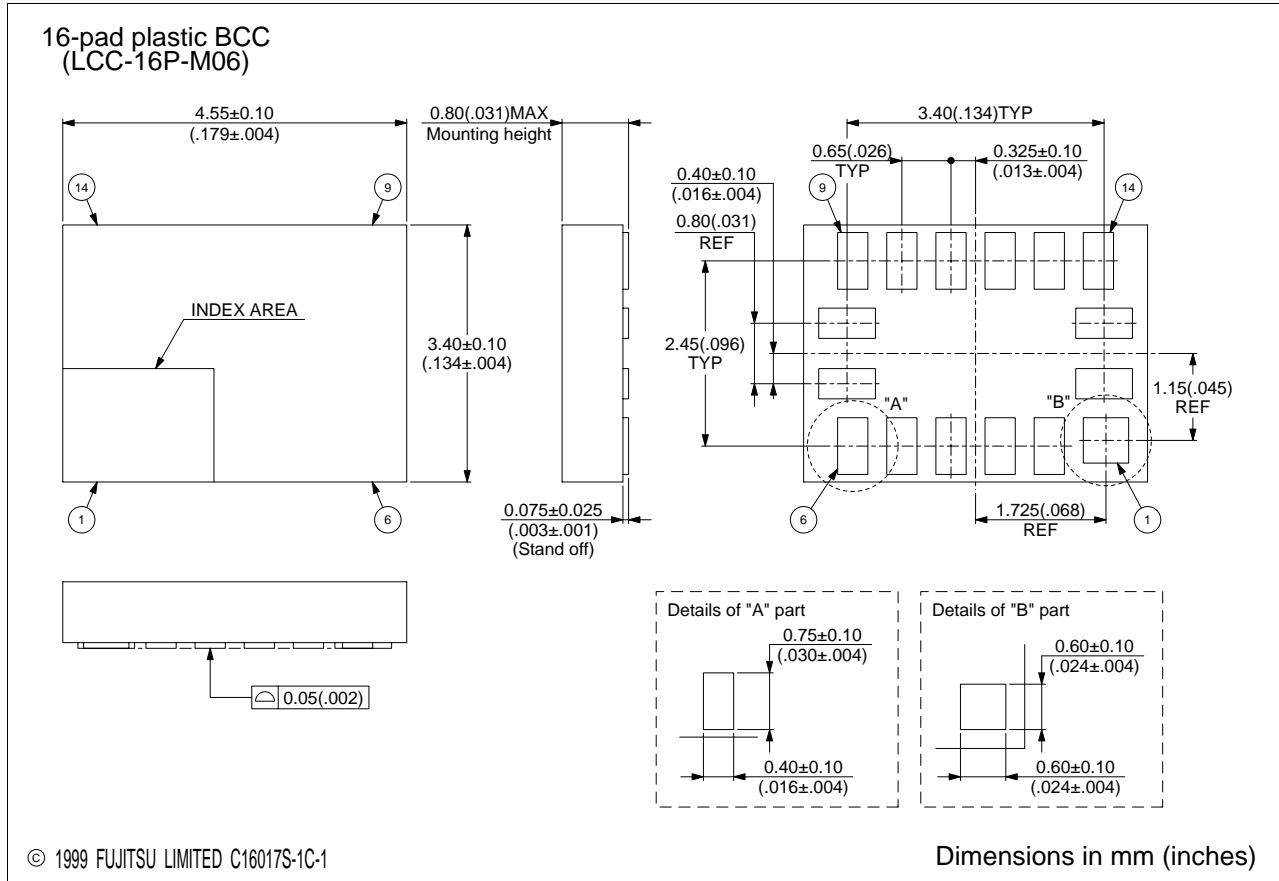 16-pad plastic BCC
(LCC-16P-M06)
4.55±0.10
(.179±.004)
0.80(.031)MAX
Mounting height
3.40(.134)TYP
0.65(.026)
TYP
0.325±0.10
(.013±.004)
0.40±0.10
(.016±.004)
0.80(.031)
REF
14
9
9
14
INDEX AREA
3.40±0.10
(.134±.004)
2.45(.096)
TYP
"A"
"B"
1.15(.045)
REF
1
6
0.075±0.025
(.003±.001)
(Stand off)
6
1.725(.068)
REF
1
0.05(.002)
Details of "A" part
0.75±0.10
(.030±.004)
0.40±0.10
(.016±.004)
Details of "B" part
0.60±0.10
(.024±.004)
0.60±0.10
(.024±.004)
© 1999 FUJITSU LIMITED C16017S-1C-1
Dimensions in mm (inches)